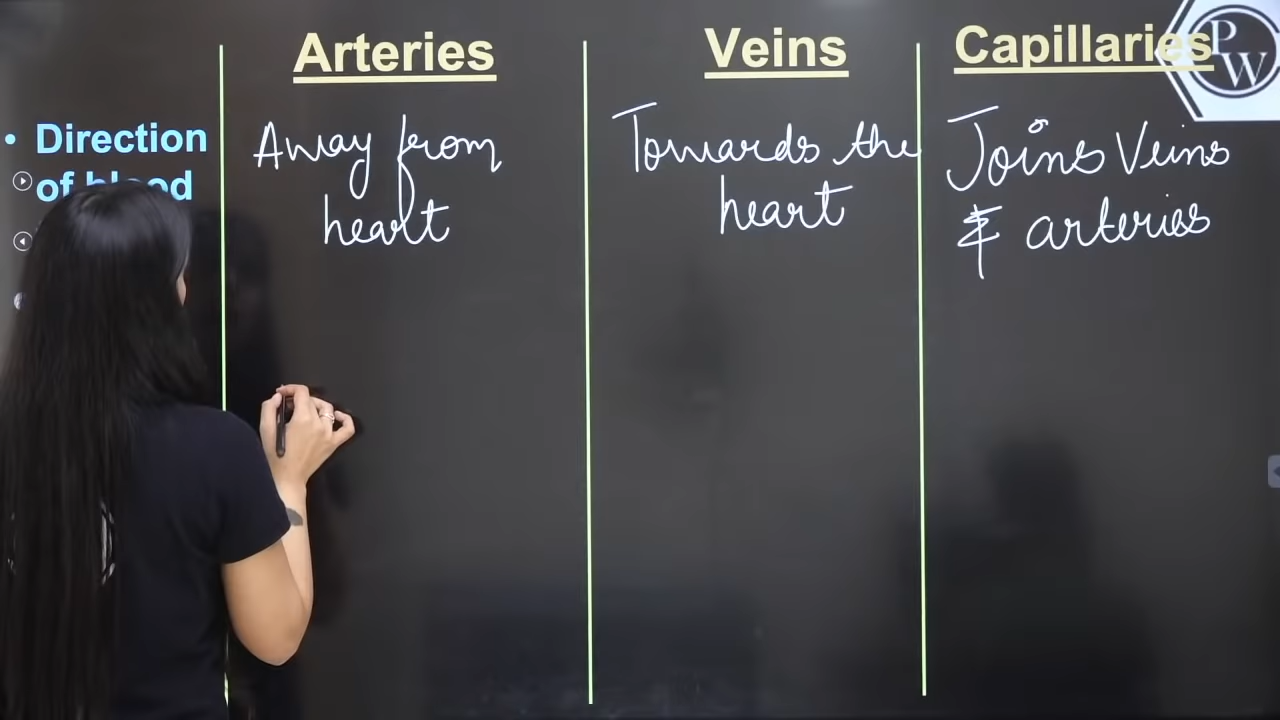 Arteries
Veins
Capillaries
PW
• Direction
of blood
Away from
heart
Towards the
heart
Joins Veins
& arteries